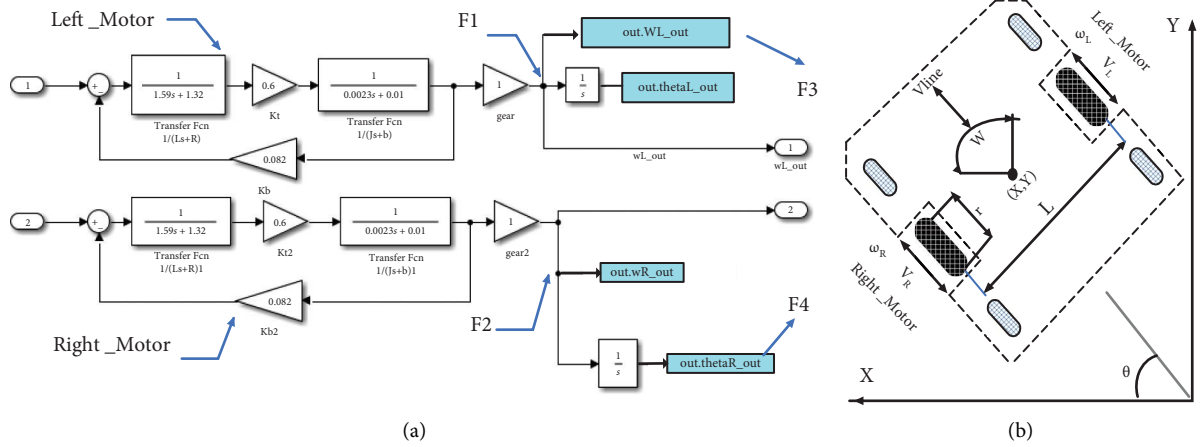 Left _Motor
F1
out.WL_out
F3
1
+
-
1
1.59s + 1.32
Transfer Fcn
1/(Ls+R)
0.6
Kt
1
0.0023s + 0.01
Transfer Fcn
1/(Js+b)
1
gear
1
s
out.thetaL_out
0.082
Kb
wL_out
1
wL_out
2
+
-
1
1.59s + 1.32
Transfer Fcn
1/(Ls+R)1
0.6
Kt2
1
0.0023s + 0.01
Transfer Fcn
1/(Js+b)1
1
gear2
2
out.wR_out
0.082
Kb2
F2
F4
Right _Motor
1
s
out.thetaR_out
(a)
Y
ωL
Left _Motor
VL
Vline
W
(X,Y)
L
r
ωR
VR
Right _Motor
X
θ
(b)